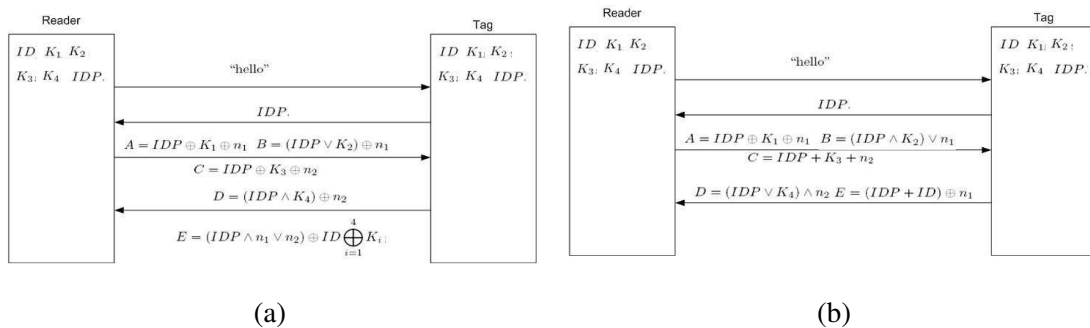 Reader
Tag
ID K₁ K₂
K₃; K₄ IDP.
ID K₁ K₂;
K₃; K₄ IDP.
"hello"
IDP.
A = IDP ⊕ K₁ ⊕ n₁ B = (IDP ∨ K₂) ⊕ n₁
C = IDP ⊕ K₃ ⊕ n₂
D = (IDP ∧ K₄) ⊕ n₂
E = (IDP ∧ n₁ ∨ n₂) ⊕ ID ⊕⁴ᵢ₌₁ Kᵢ;
(a)
Reader
Tag
ID K₁ K₂
K₃; K₄ IDP.
ID K₁; K₂;
K₃; K₄ IDP.
"hello"
IDP.
A = IDP ⊕ K₁ ⊕ n₁ B = (IDP ∧ K₂) ∨ n₁
C = IDP + K₃ + n₂
D = (IDP ∨ K₄) ∧ n₂ E = (IDP + ID) ⊕ n₁
(b)